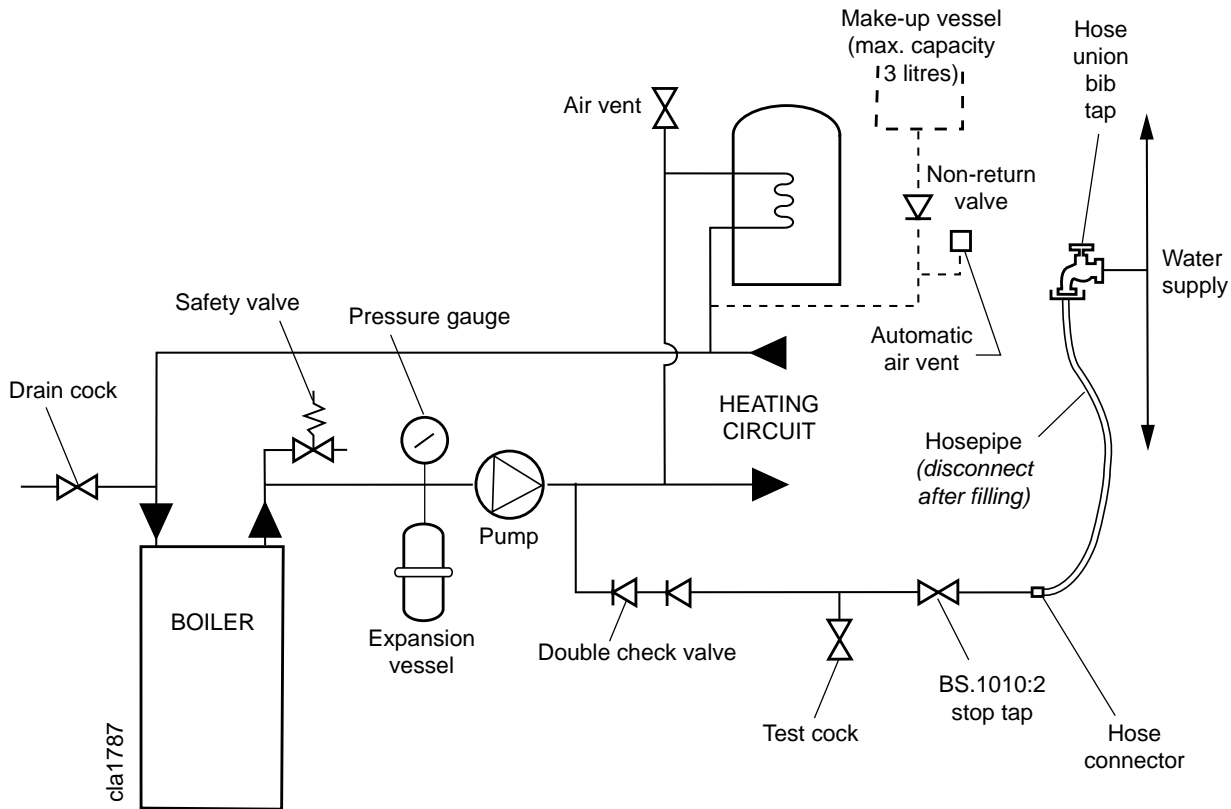 Make-up vessel
(max. capacity
3 litres)
Hose
union
bib
tap
Air vent
Non-return
valve
Water
supply
Safety valve
Pressure gauge
Automatic
air vent
Drain cock
HEATING
CIRCUIT
Hosepipe
(disconnect
after filling)
Pump
BOILER
Expansion
vessel
Double check valve
BS.1010:2
stop tap
Test cock
Hose
connector
cla1787